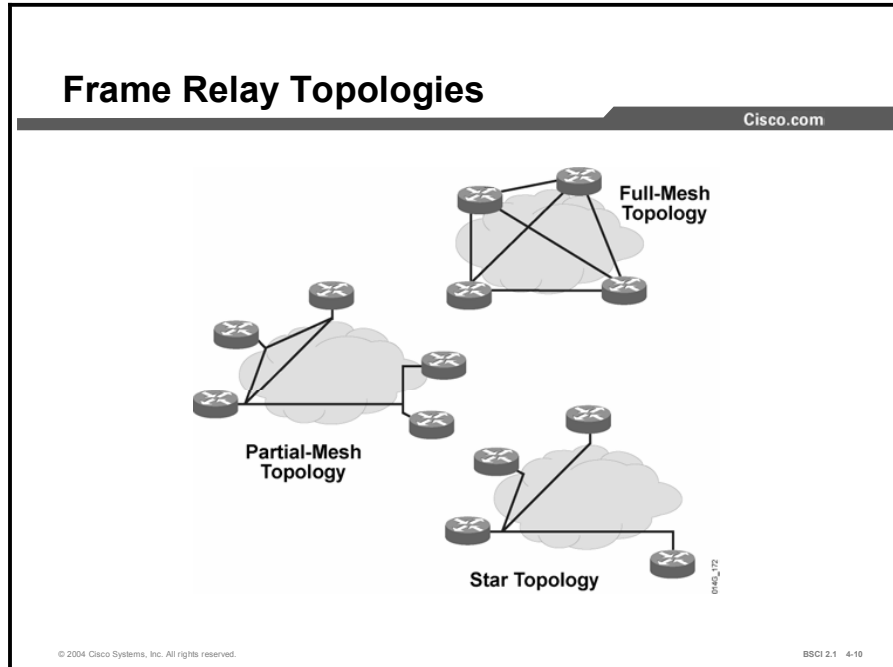 Frame Relay Topologies
Cisco.com
Full-Mesh
Topology
Partial-Mesh
Topology
Star Topology
014G_172
© 2004 Cisco Systems, Inc. All rights reserved.
BSCI 2.1 4-10